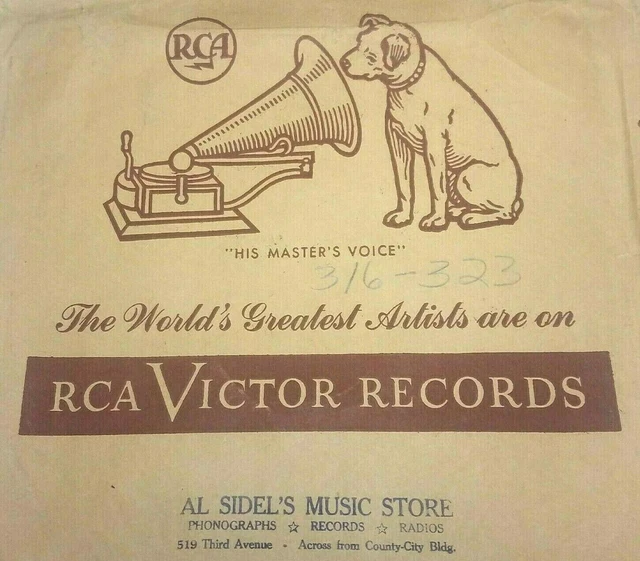 RCA
"HIS MASTER'S VOICE"
316-323
The World's Greatest Artists are on
RCA VICTOR RECORDS
AL SIDEL'S MUSIC STORE
PHONOGRAPHS ☆ RECORDS ☆ RADIOS
519 Third Avenue - Across from County-City Bldg.